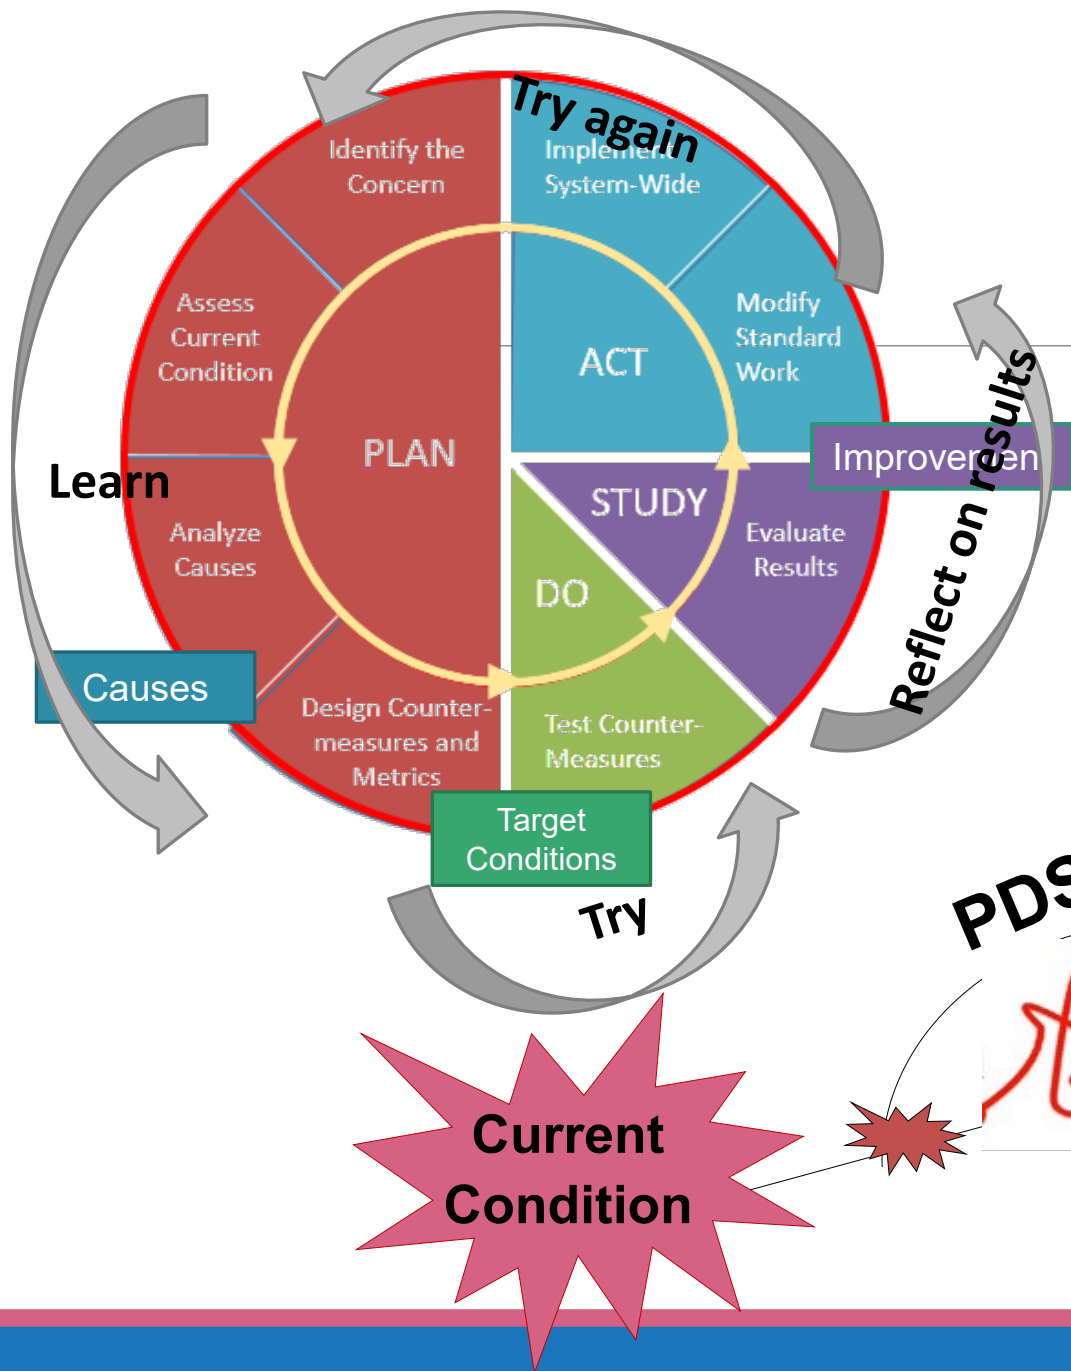 Try again
Identify the
Concern
Implement
System-Wide
Assess
Current
Condition
Modify
Standard
Work
ACT
PLAN
Learn
Improvemen
Reflect on results
STUDY
Evaluate
Results
Analyze
Causes
DO
Causes
Design Counter-
measures and
Metrics
Test Counter-
Measures
Target
Conditions
Try
PDS
Current
Condition